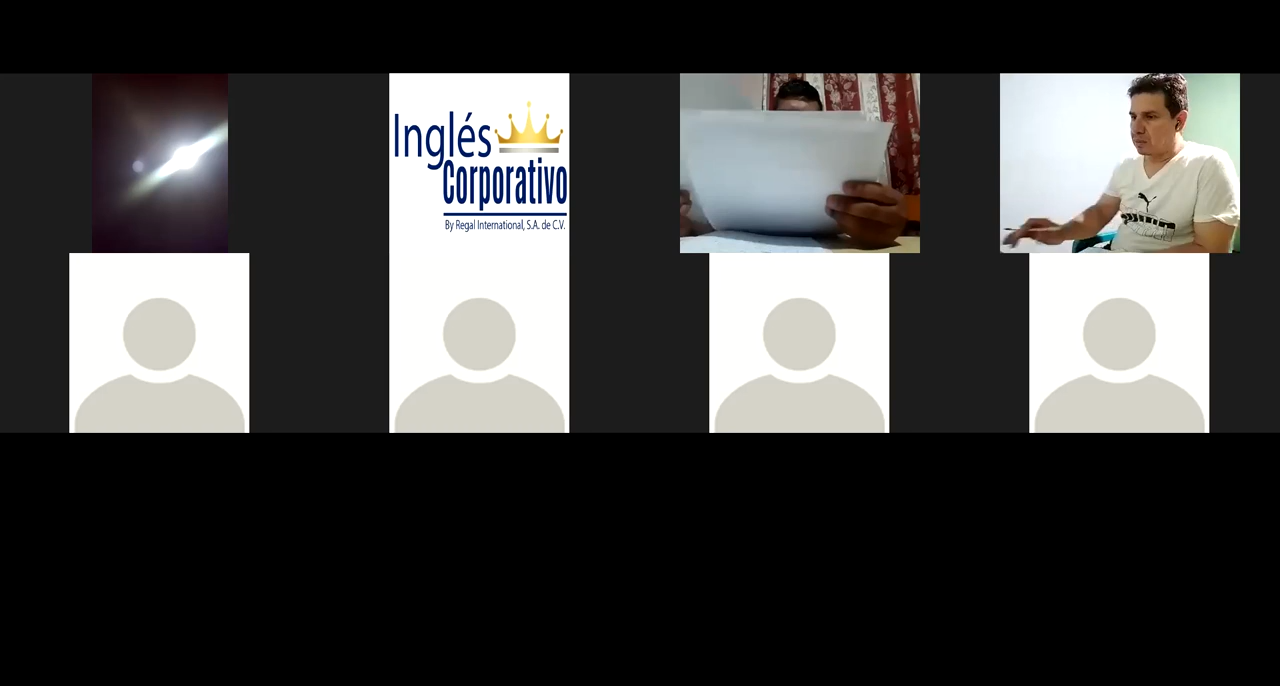 Inglés
Corporativo
By Regal International, S.A. de C.V.